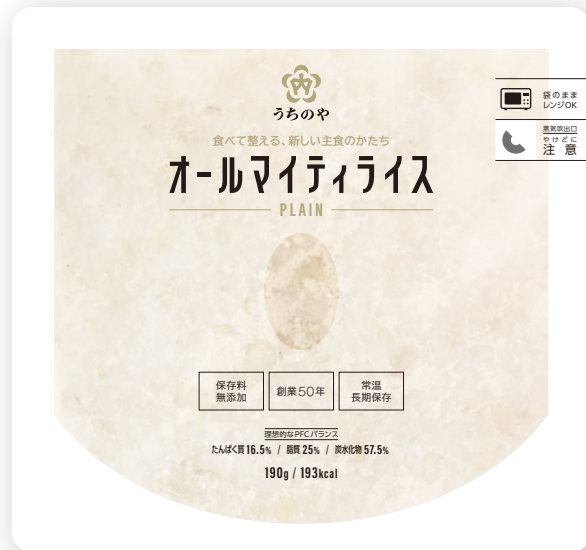 うちのや
食べて整える、新しい主食のかたち
オールマイティライス
PLAIN
袋のまま
レンジOK
蒸気吹出口
やけどに
注意
保存料
無添加
創業50年
常温
長期保存
理想的なPFCバランス
たんぱく質16.5% / 脂質25% / 炭水化物57.5%
190g / 193kcal